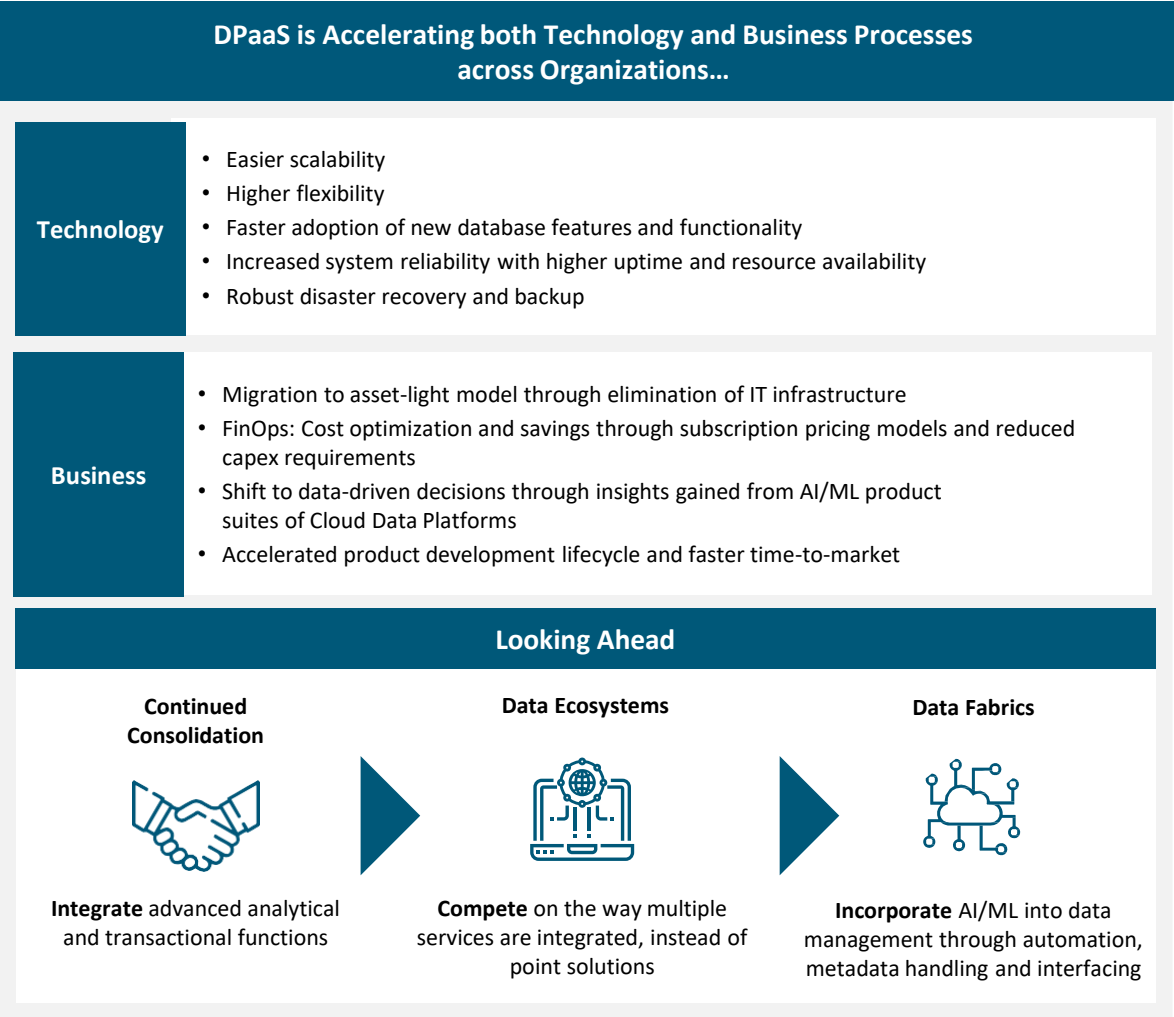 DPaaS is Accelerating both Technology and Business Processes
across Organizations…
Technology
• Easier scalability
• Higher flexibility
• Faster adoption of new database features and functionality
• Increased system reliability with higher uptime and resource availability
• Robust disaster recovery and backup
Business
• Migration to asset-light model through elimination of IT infrastructure
• FinOps: Cost optimization and savings through subscription pricing models and reduced
capex requirements
• Shift to data-driven decisions through insights gained from AI/ML product
suites of Cloud Data Platforms
• Accelerated product development lifecycle and faster time-to-market
Looking Ahead
Continued
Consolidation
Integrate advanced analytical
and transactional functions
Data Ecosystems
Compete on the way multiple
services are integrated, instead of
point solutions
Data Fabrics
Incorporate AI/ML into data
management through automation,
metadata handling and interfacing